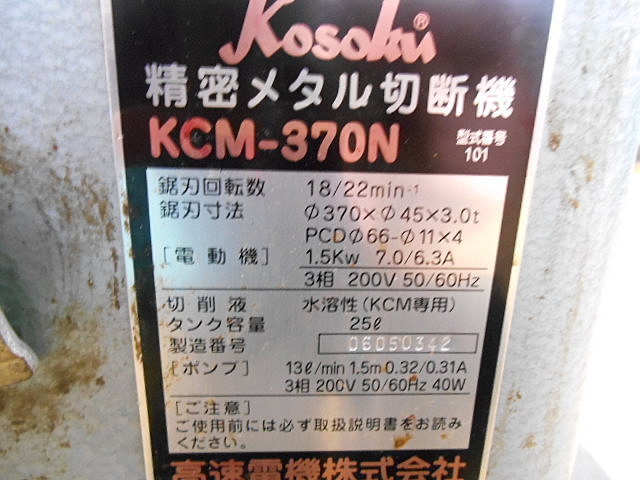 Kosoku®
精密メタル切断機
KCM-370N 型式番号
101
鋸刃回転数 18/22min⁻¹
鋸刃寸法 Φ370×Φ45×3.0t
PCDΦ66-Φ11×4
[電動機] 1.5Kw 7.0/6.3A
3相 200V 50/60Hz
切削液 水溶性(KCM専用)
タンク容量 25ℓ
製造番号 06050342
[ポンプ] 13ℓ/min 1.5m 0.32/0.31A
3相 200V 50/60Hz 40W
[ご注意]
ご使用前には必ず取扱説明書をお読み
ください。
高速電機株式会社